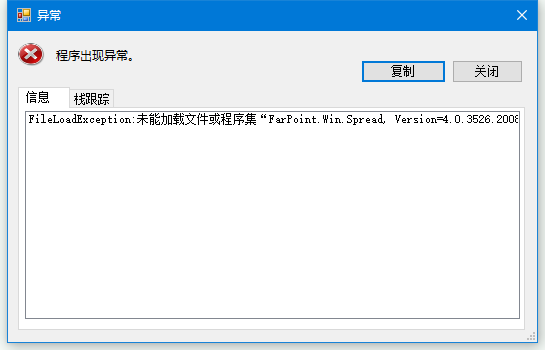 异常
程序出现异常。
复制
关闭
信息
栈跟踪
FileLoadException:未能加载文件或程序集“FarPoint.Win.Spread, Version=4.0.3526.2008